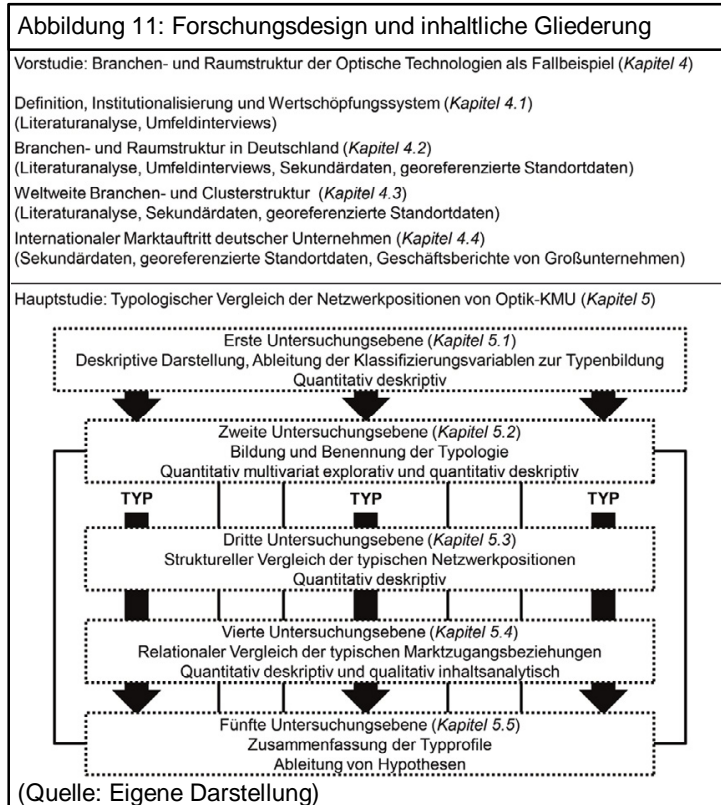 Abbildung 11: Forschungsdesign und inhaltliche Gliederung
Vorstudie: Branchen- und Raumstruktur der Optische Technologien als Fallbeispiel (Kapitel 4)
Definition, Institutionalisierung und Wertschöpfungssystem (Kapitel 4.1)
(Literaturanalyse, Umfeldinterviews)
Branchen- und Raumstruktur in Deutschland (Kapitel 4.2)
(Literaturanalyse, Umfeldinterviews, Sekundärdaten, georeferenzierte Standortdaten)
Weltweite Branchen- und Clusterstruktur (Kapitel 4.3)
(Literaturanalyse, Sekundärdaten, georeferenzierte Standortdaten)
Internationaler Marktauftritt deutscher Unternehmen (Kapitel 4.4)
(Sekundärdaten, georeferenzierte Standortdaten, Geschäftsberichte von Großunternehmen)
Hauptstudie: Typologischer Vergleich der Netzwerkpositionen von Optik-KMU (Kapitel 5)
Erste Untersuchungsebene (Kapitel 5.1)
Deskriptive Darstellung, Ableitung der Klassifizierungsvariablen zur Typenbildung
Quantitativ deskriptiv
Zweite Untersuchungsebene (Kapitel 5.2)
Bildung und Benennung der Typologie
Quantitativ multivariat explorativ und quantitativ deskriptiv
TYP TYP TYP
Dritte Untersuchungsebene (Kapitel 5.3)
Struktureller Vergleich der typischen Netzwerkpositionen
Quantitativ deskriptiv
Vierte Untersuchungsebene (Kapitel 5.4)
Relationaler Vergleich der typischen Marktzugangsbeziehungen
Quantitativ deskriptiv und qualitativ inhaltsanalytisch
Fünfte Untersuchungsebene (Kapitel 5.5)
Zusammenfassung der Typprofile
Ableitung von Hypothesen
(Quelle: Eigene Darstellung)